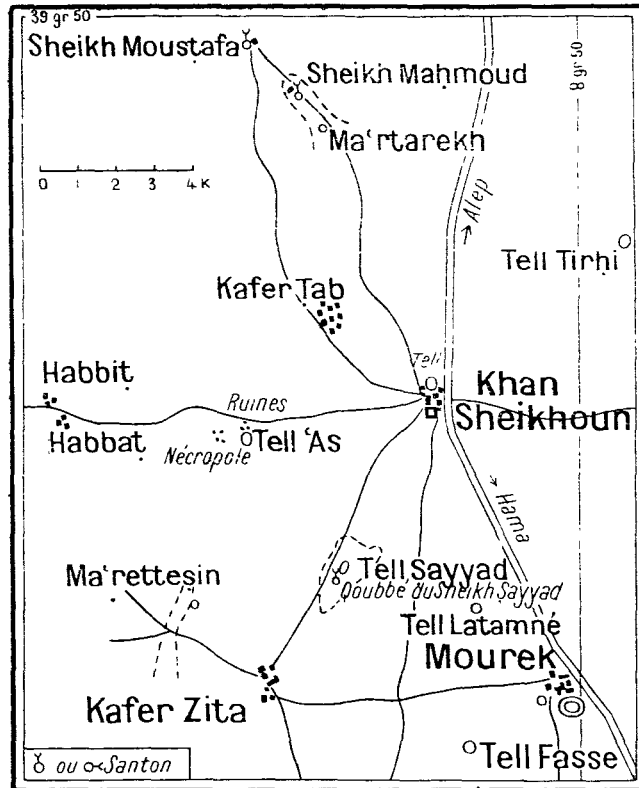 39 gr 50
8 gr 50
Sheikh Moustafa
Sheikh Mahmoud
Ma'rtarekh
0 1 2 3 4 K
Alep
Tell Tirhi
Kafer Tab
Tell
Habbit
Khan
Sheikhoun
Ruines
Habbat
Nécropole
Tell 'As
Hama
Ma'rettesin
Tell Sayyad
Qoubbé du Sheikh Sayyad
Tell Latamné
Mourek
Kafer Zita
Tell Fasse
ou Santon